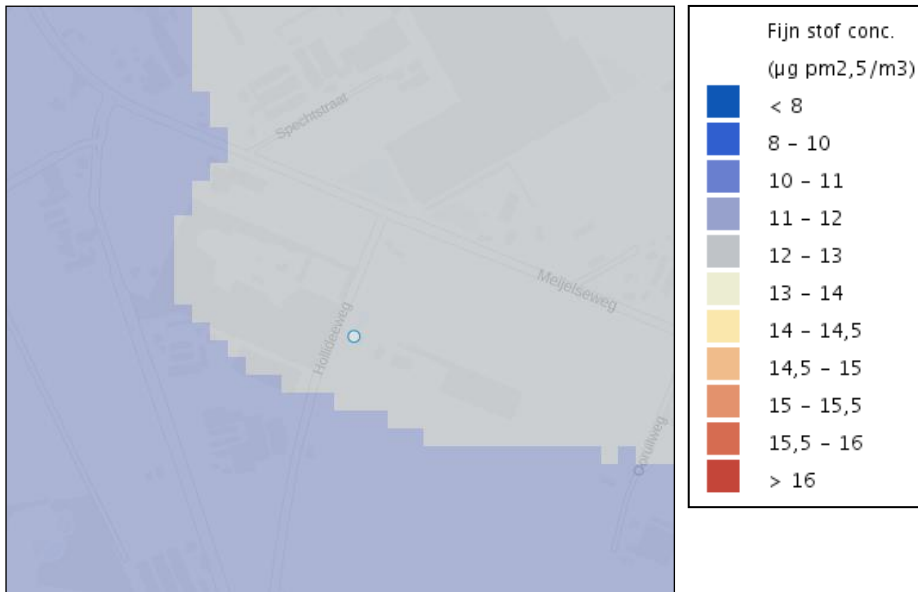 Spechtstraat
Meijelseweg
Hollideeweg
Ooruilweg
Fijn stof conc.
(µg pm2,5/m3)
< 8
8 – 10
10 – 11
11 – 12
12 – 13
13 – 14
14 – 14,5
14,5 – 15
15 – 15,5
15,5 – 16
> 16